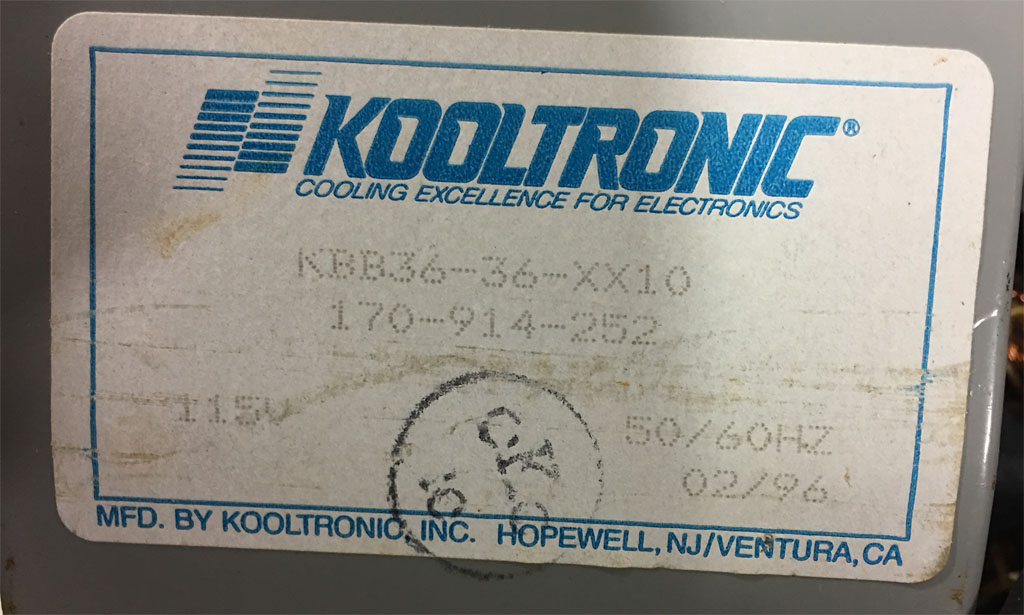 KOOLTRONIC®
COOLING EXCELLENCE FOR ELECTRONICS
KBB36-36-XX10
170-914-252
115V
50/60HZ
02/96
MFD. BY KOOLTRONIC, INC. HOPEWELL, NJ/VENTURA, CA